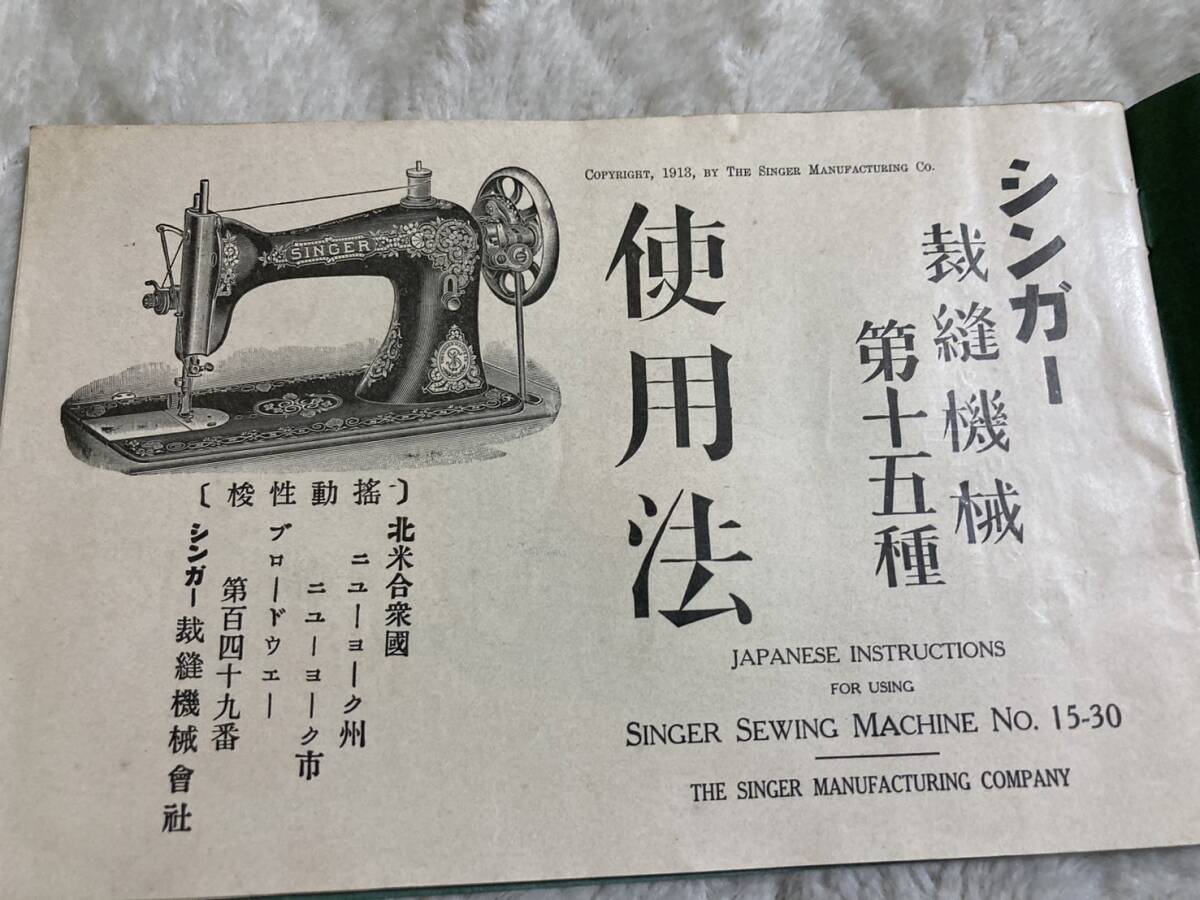 COPYRIGHT, 1913, BY THE SINGER MANUFACTURING CO.
シンガー
裁縫機械
第十五種
使用法
JAPANESE INSTRUCTIONS
FOR USING
SINGER SEWING MACHINE NO. 15-30
THE SINGER MANUFACTURING COMPANY
SINGER
〔梭性動搖〕
北米合衆國
ニューヨーク州
ニューヨーク市
ブロードウエー
第百四十九番
シンガー裁縫機械會社